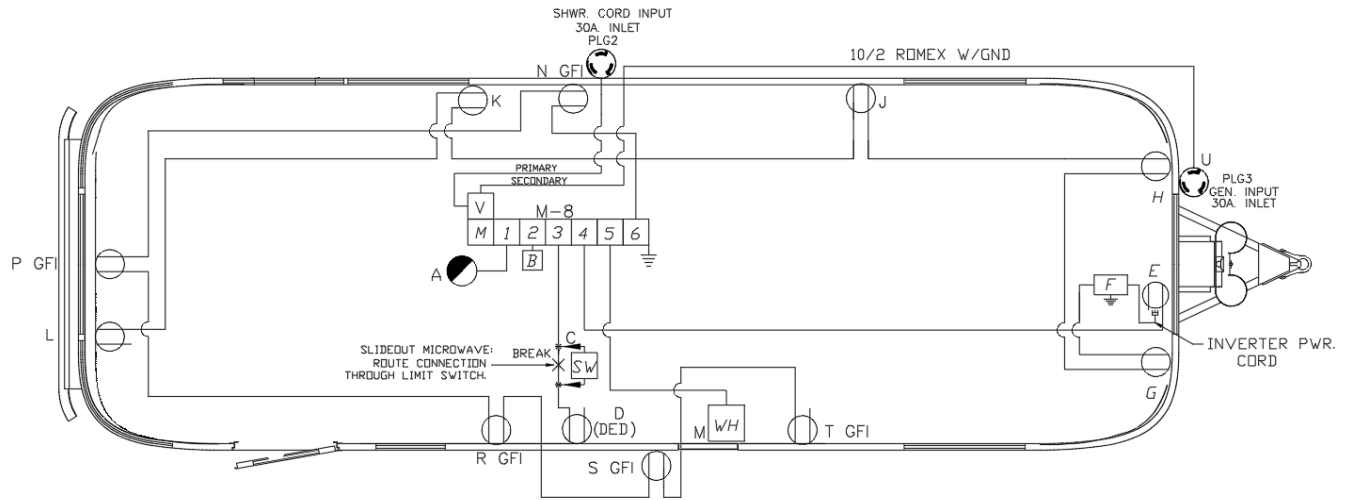 SHWR. CORD INPUT
30A. INLET
PLG2
N GFI
10/2 ROMEX W/GND
K
J
U
PLG3
GEN. INPUT
30A. INLET
H
PRIMARY
SECONDARY
V
M-8
M 1 2 3 4 5 6
B
A
P GFI
L
E
F
C
SLIDEOUT MICROWAVE:
ROUTE CONNECTION
THROUGH LIMIT SWITCH.
BREAK
SW
INVERTER PWR.
CORD
G
D
(DED)
M
WH
T GFI
R GFI
S GFI